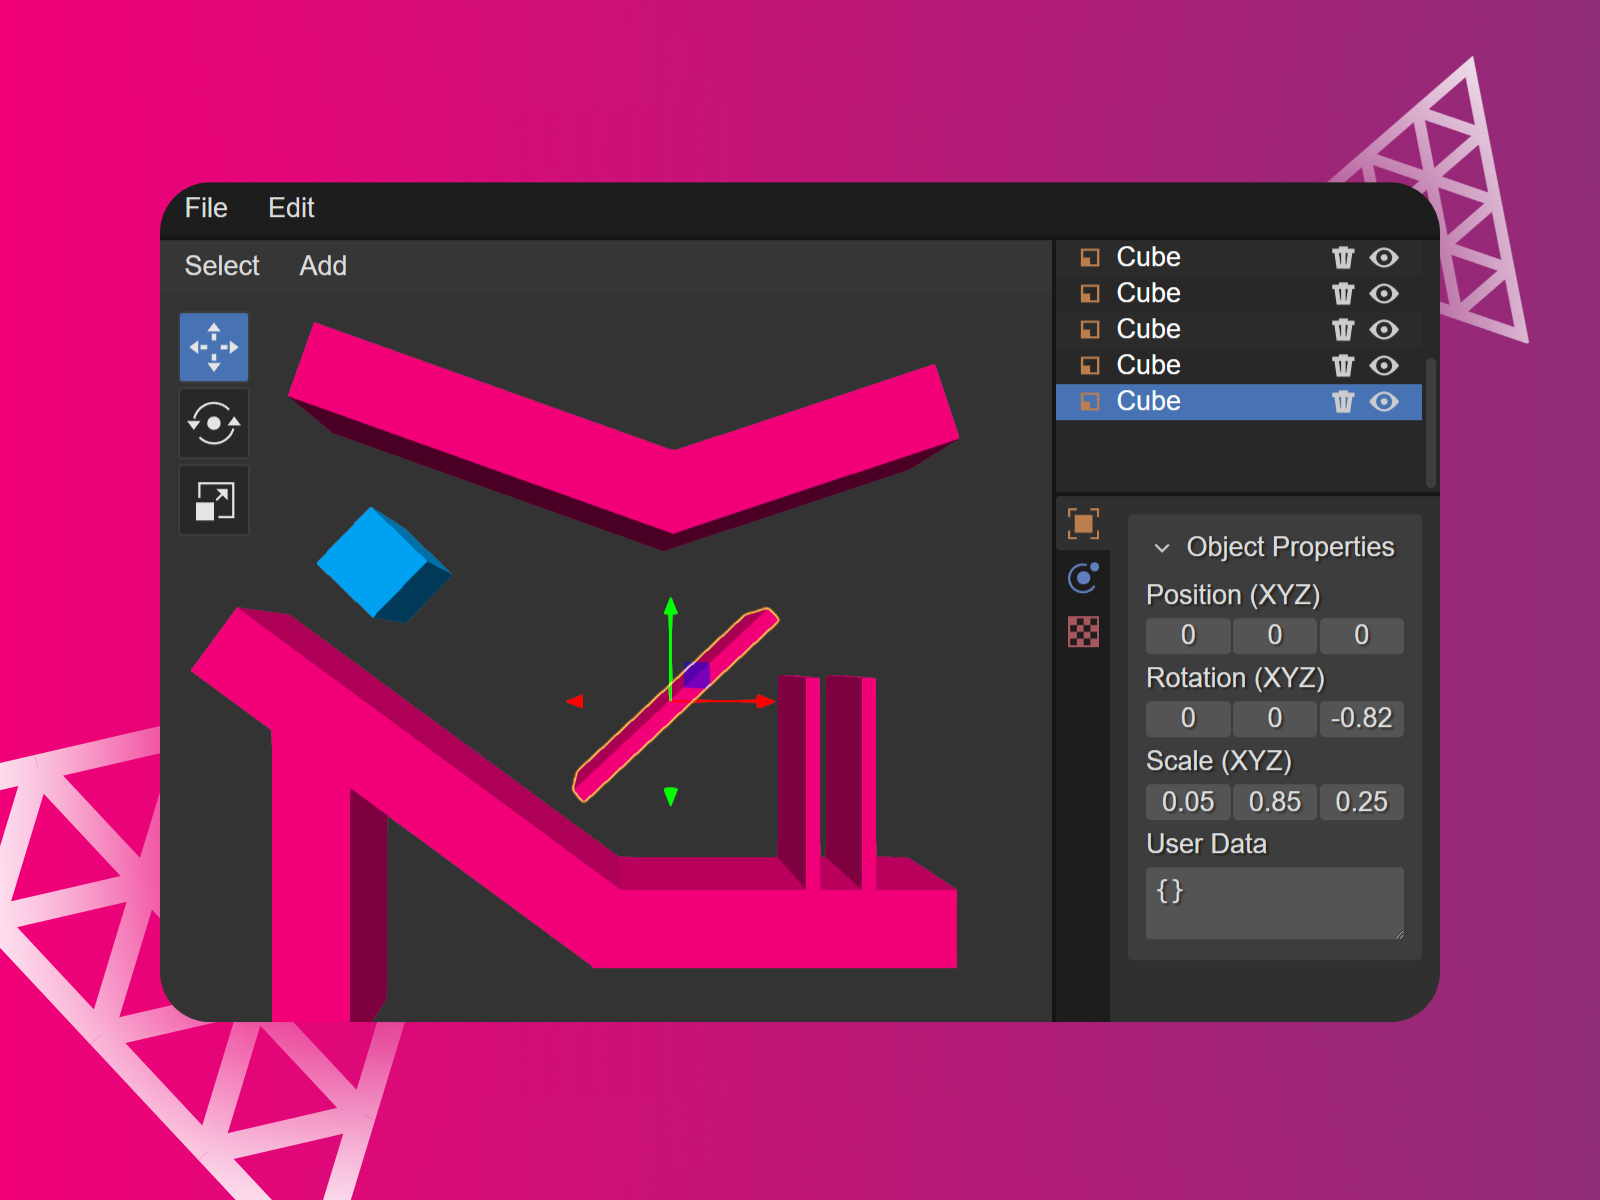 File Edit
Select Add
Cube
Cube
Cube
Cube
Cube
Object Properties
Position (XYZ)
0 0 0
Rotation (XYZ)
0 0 -0.82
Scale (XYZ)
0.05 0.85 0.25
User Data
{}